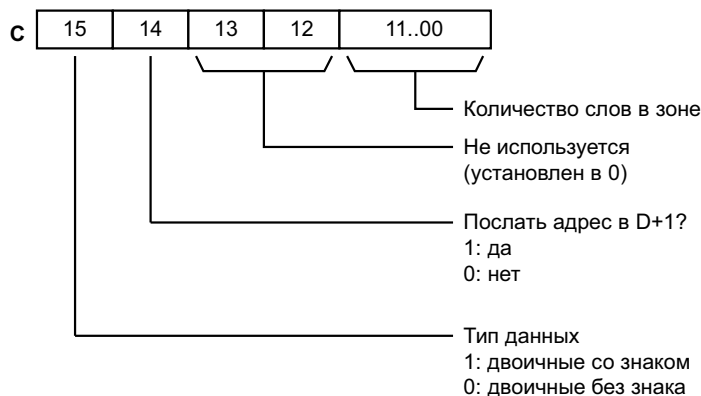 C 15 14 13 12 11..00
Количество слов в зоне
Не используется
(установлен в 0)
Послать адрес в D+1?
1: да
0: нет
Тип данных
1: двоичные со знаком
0: двоичные без знака